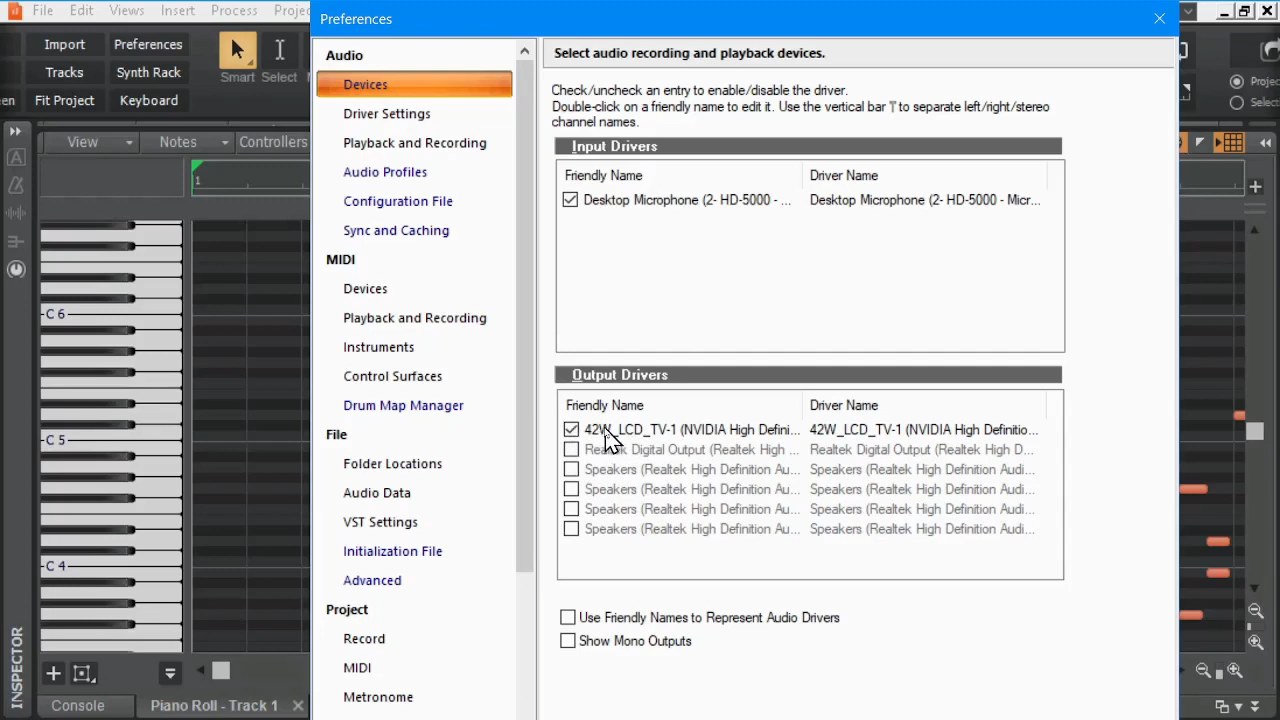 File Edit Views Insert Process
Preferences
Import Preferences
Tracks Synth Rack
Fit Project Keyboard
Smart Select
View Notes Controllers
1
C 6
C 5
C 4
INSPECTOR
Console Piano Roll - Track 1
Audio
Devices
Driver Settings
Playback and Recording
Audio Profiles
Configuration File
Sync and Caching
MIDI
Devices
Playback and Recording
Instruments
Control Surfaces
Drum Map Manager
File
Folder Locations
Audio Data
VST Settings
Initialization File
Advanced
Project
Record
MIDI
Metronome
Select audio recording and playback devices.
Check/uncheck an entry to enable/disable the driver.
Double-click on a friendly name to edit it. Use the vertical bar '|' to separate left/right/stereo
channel names.
Input Drivers
Friendly Name Driver Name
Desktop Microphone (2- HD-5000 - ... Desktop Microphone (2- HD-5000 - Micr...
Output Drivers
Friendly Name Driver Name
42W_LCD_TV-1 (NVIDIA High Defini... 42W_LCD_TV-1 (NVIDIA High Definitio...
Realtek Digital Output (Realtek High ... Realtek Digital Output (Realtek High D...
Speakers (Realtek High Definition Au... Speakers (Realtek High Definition Audi...
Speakers (Realtek High Definition Au... Speakers (Realtek High Definition Audi...
Speakers (Realtek High Definition Au... Speakers (Realtek High Definition Audi...
Speakers (Realtek High Definition Au... Speakers (Realtek High Definition Audi...
Use Friendly Names to Represent Audio Drivers
Show Mono Outputs